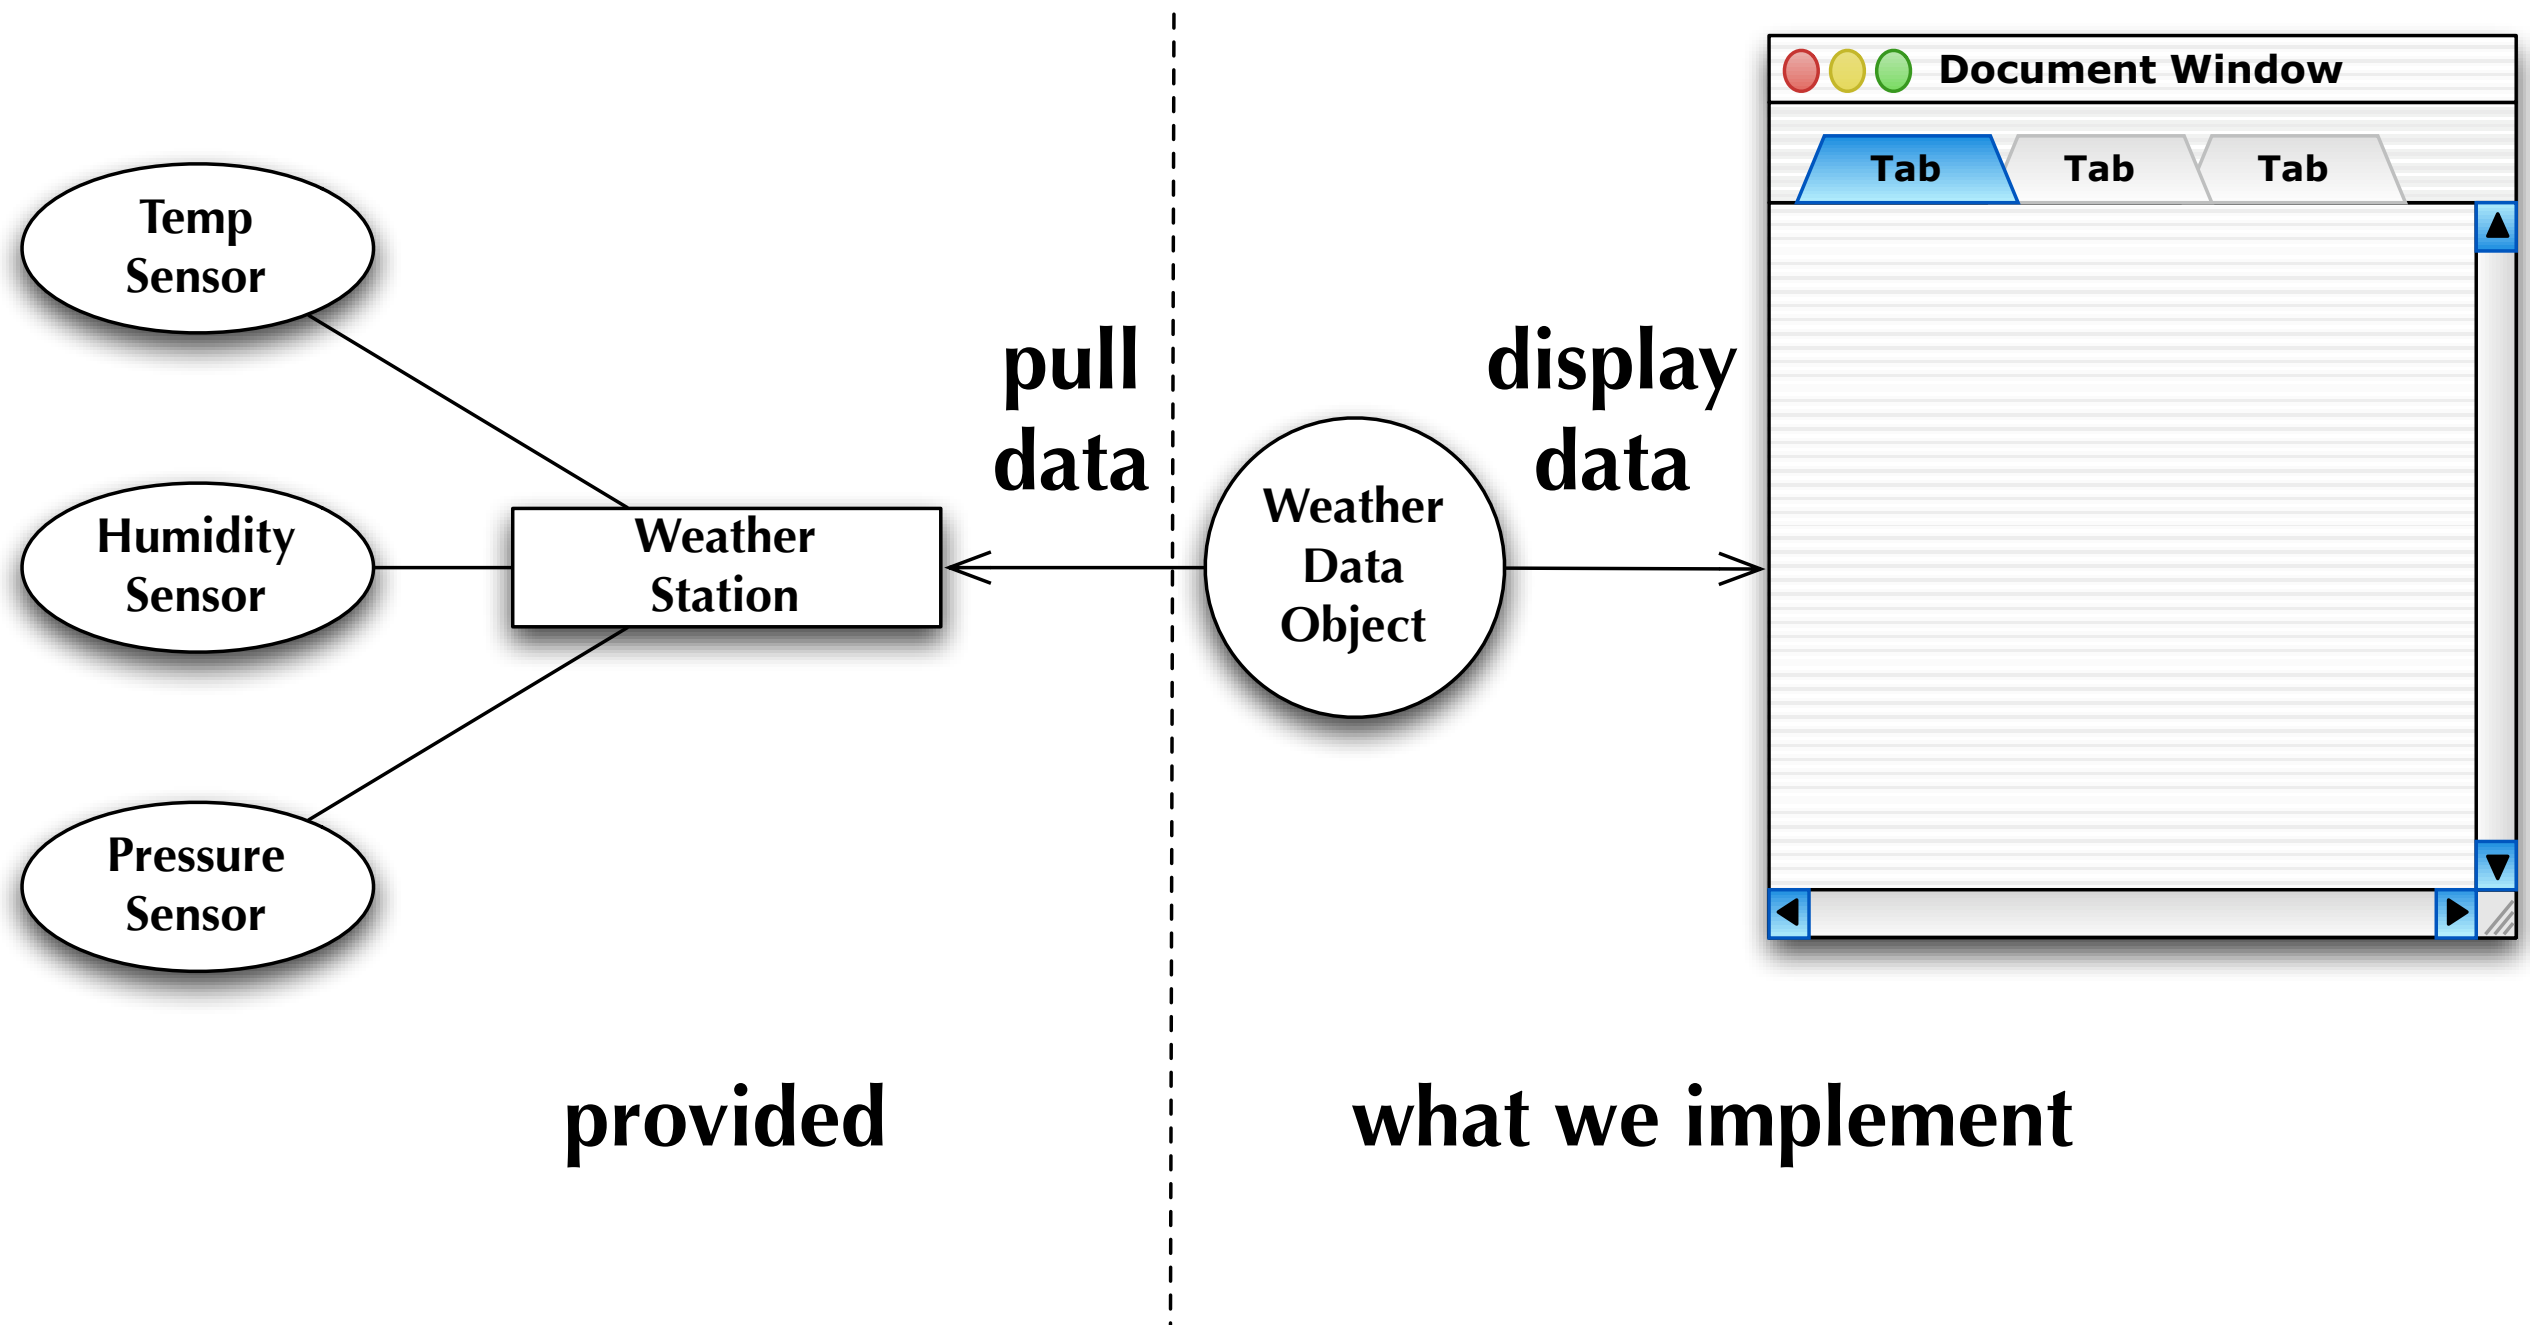 Document Window
Tab Tab Tab
Temp
Sensor
pull
data
display
data
Humidity
Sensor
Weather
Station
Weather
Data
Object
Pressure
Sensor
provided
what we implement